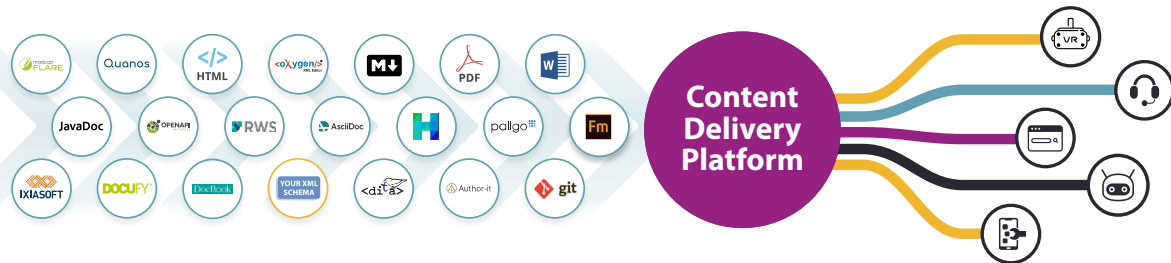 madcap
FLARE
Quanos
</>
HTML
<oXygen/>
XML Editor
M
PDF
W
JavaDoc
OPENAPI
RWS
AsciiDoc
H
pallgo
Fm
IXIASOFT
DOCUFY
DocBook
YOUR XML
SCHEMA
<dita>
Author-it
git
Content
Delivery
Platform
VR